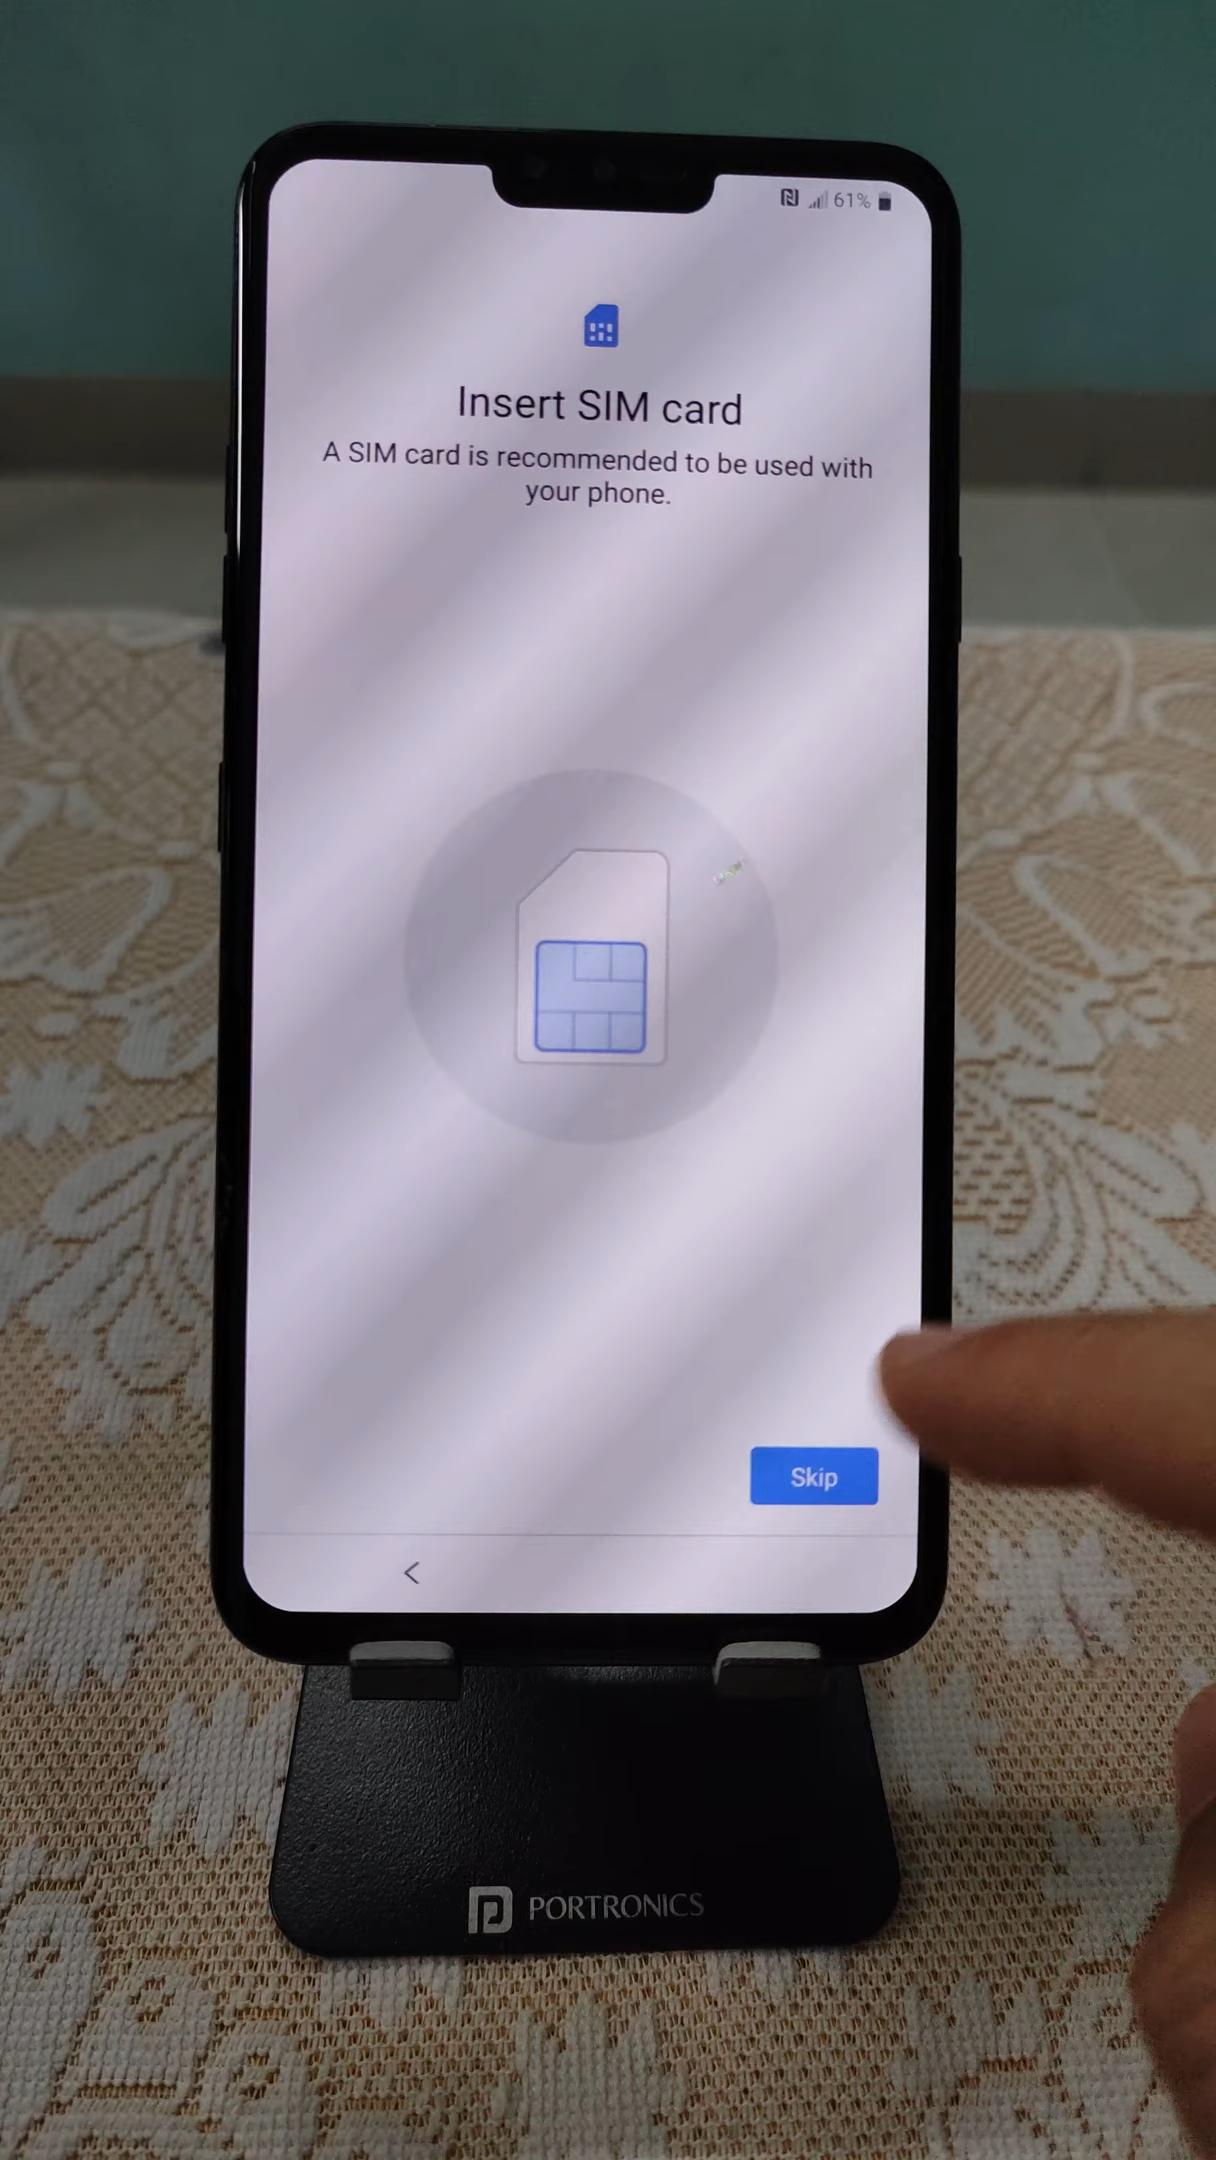 61%
Insert SIM card
A SIM card is recommended to be used with
your phone.
Skip
PORTRONICS